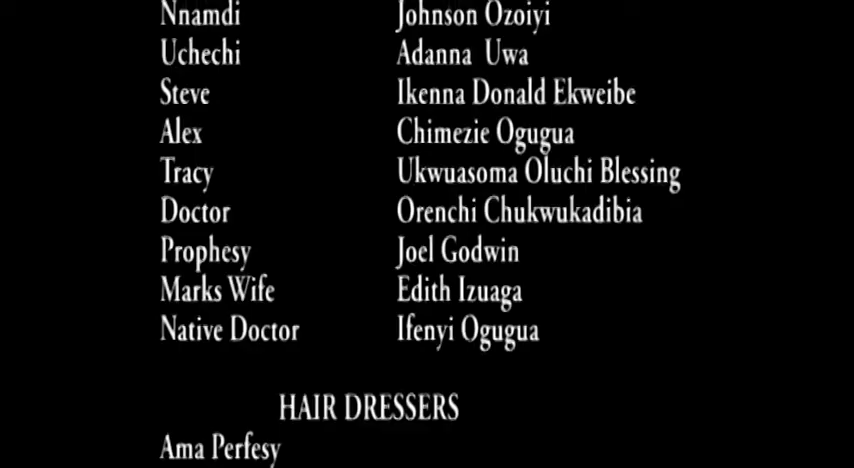 Nnamdi Johnson Ozoiyi
Uchechi Adanna Uwa
Steve Ikenna Donald Ekweibe
Alex Chimezie Ogugua
Tracy Ukwuasoma Oluchi Blessing
Doctor Orenchi Chukwukadibia
Prophesy Joel Godwin
Marks Wife Edith Izuaga
Native Doctor Ifenyi Ogugua
HAIR DRESSERS
Ama Perfesy